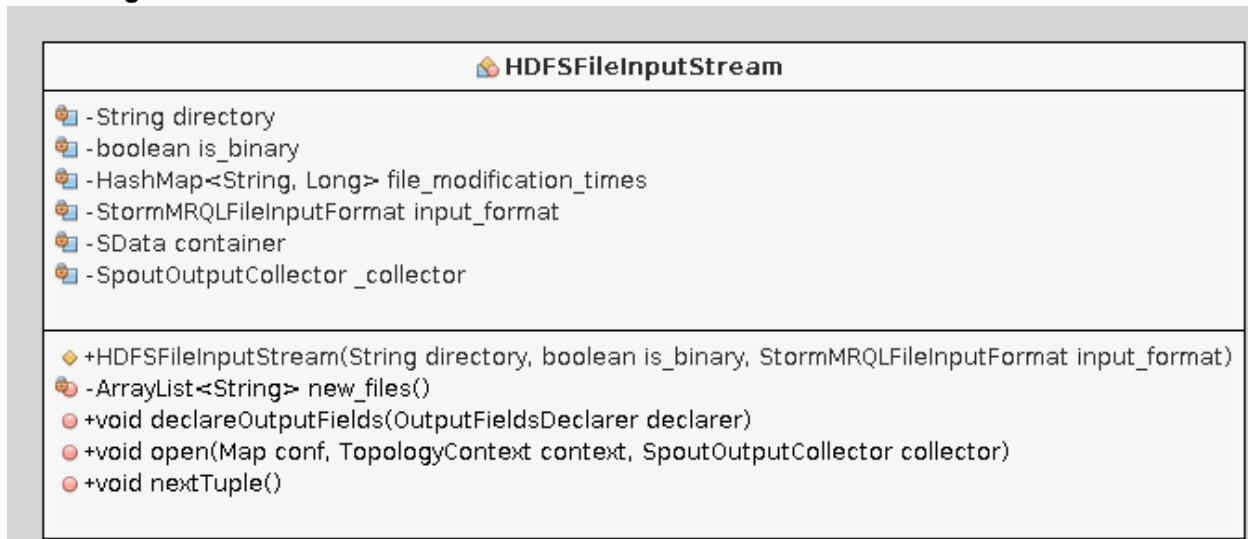 HDFSFileInputStream
-String directory
-boolean is_binary
-HashMap<String, Long> file_modification_times
-StormMRQLFileInputFormat input_format
-SData container
-SpoutOutputCollector _collector
+HDFSFileInputStream(String directory, boolean is_binary, StormMRQLFileInputFormat input_format)
-ArrayList<String> new_files()
+void declareOutputFields(OutputFieldsDeclarer declarer)
+void open(Map conf, TopologyContext context, SpoutOutputCollector collector)
+void nextTuple()